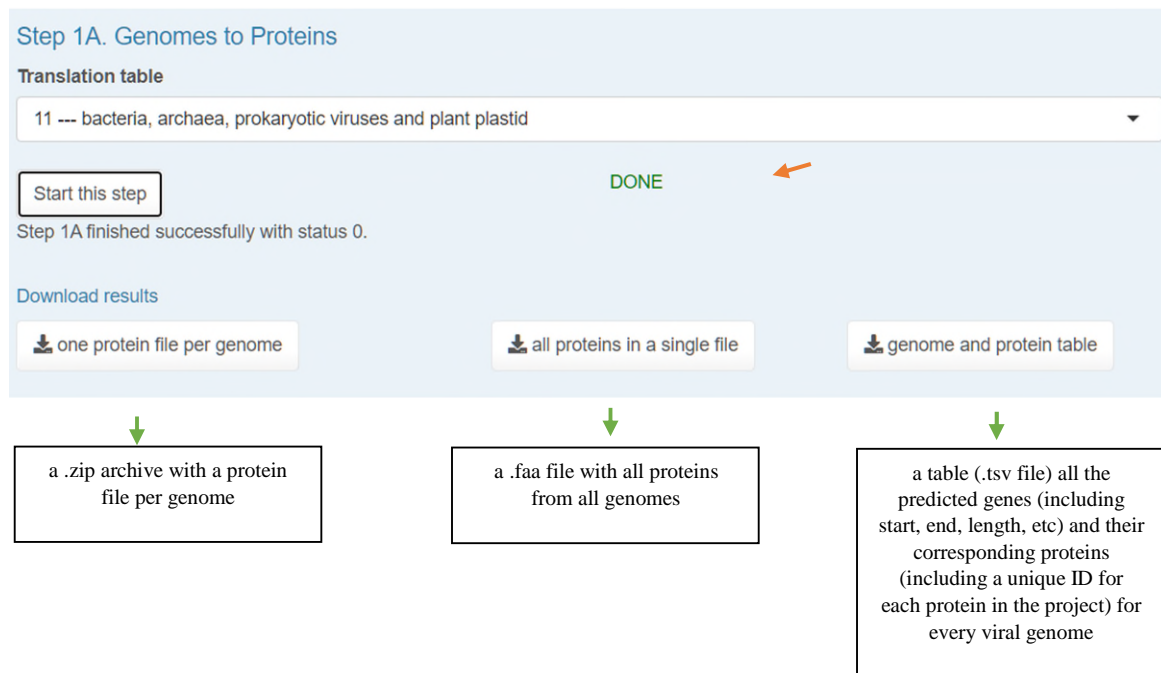 Step 1A. Genomes to Proteins
Translation table
11 --- bacteria, archaea, prokaryotic viruses and plant plastid
Start this step
DONE
Step 1A finished successfully with status 0.
Download results
one protein file per genome
all proteins in a single file
genome and protein table
a .zip archive with a protein
file per genome
a .faa file with all proteins
from all genomes
a table (.tsv file) all the
predicted genes (including
start, end, length, etc) and their
corresponding proteins
(including a unique ID for
each protein in the project) for
every viral genome